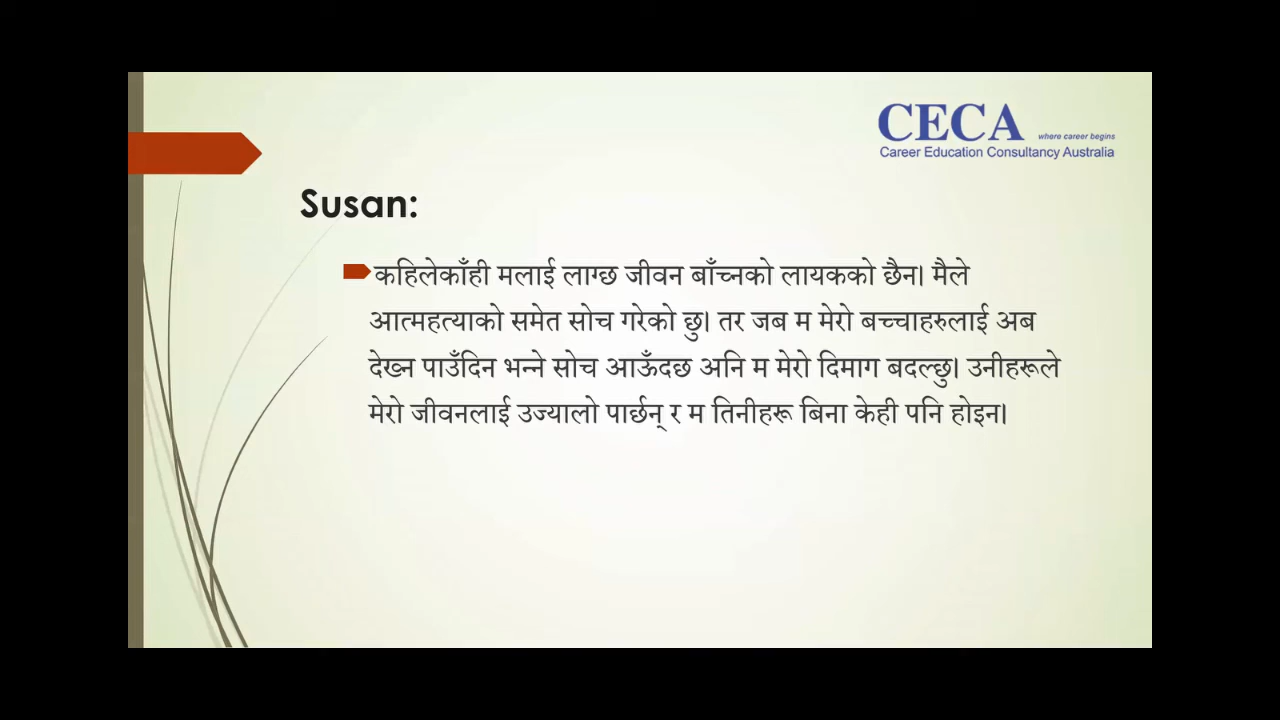 CECA where career begins
Career Education Consultancy Australia
Susan:
कहिलेकाँही मलाई लाग्छ जीवन बाँच्नको लायकको छैन। मैले
आत्महत्याको समेत सोच गरेको छु। तर जब म मेरो बच्चाहरुलाई अब
देख्न पाउँदिन भन्ने सोच आऊँदछ अनि म मेरो दिमाग बदल्छु। उनीहरूले
मेरो जीवनलाई उज्यालो पार्छन् र म तिनीहरू बिना केही पनि होइन।